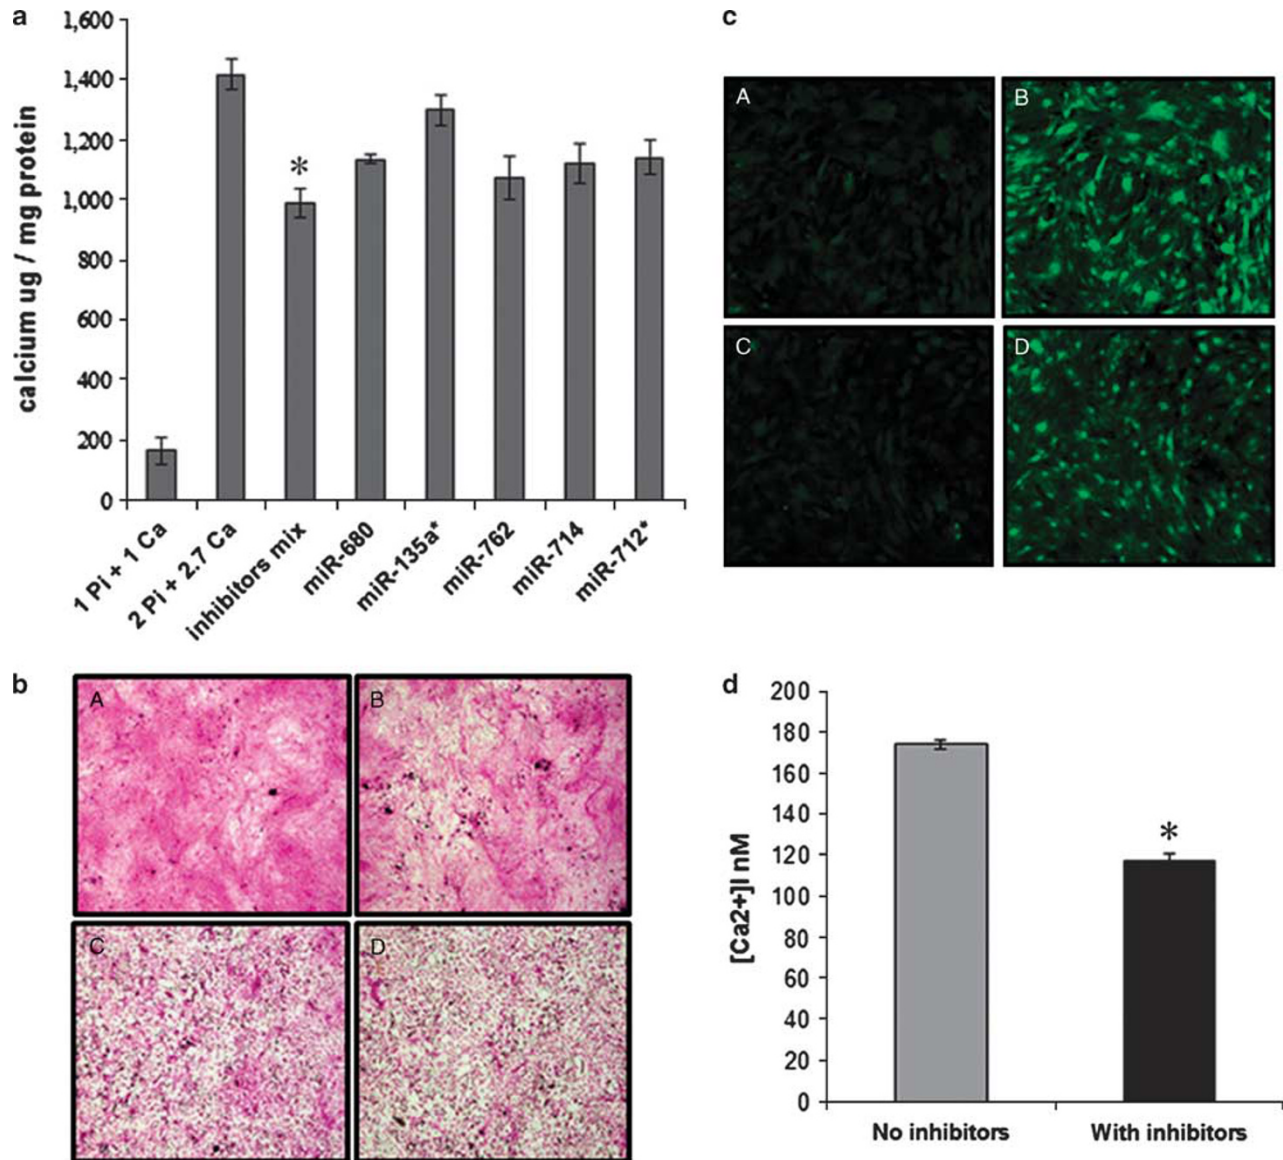 a
1,600
1,400
1,200
1,000
800
600
400
200
0
calcium ug / mg protein
*
1 Pi + 1 Ca
2 Pi + 2.7 Ca
inhibitors mix
miR-680
miR-135a*
miR-762
miR-714
miR-712*
c
A
B
C
D
b
A
B
C
D
d
200
180
160
140
120
100
80
60
40
20
0
[Ca2+]I nM
*
No inhibitors
With inhibitors